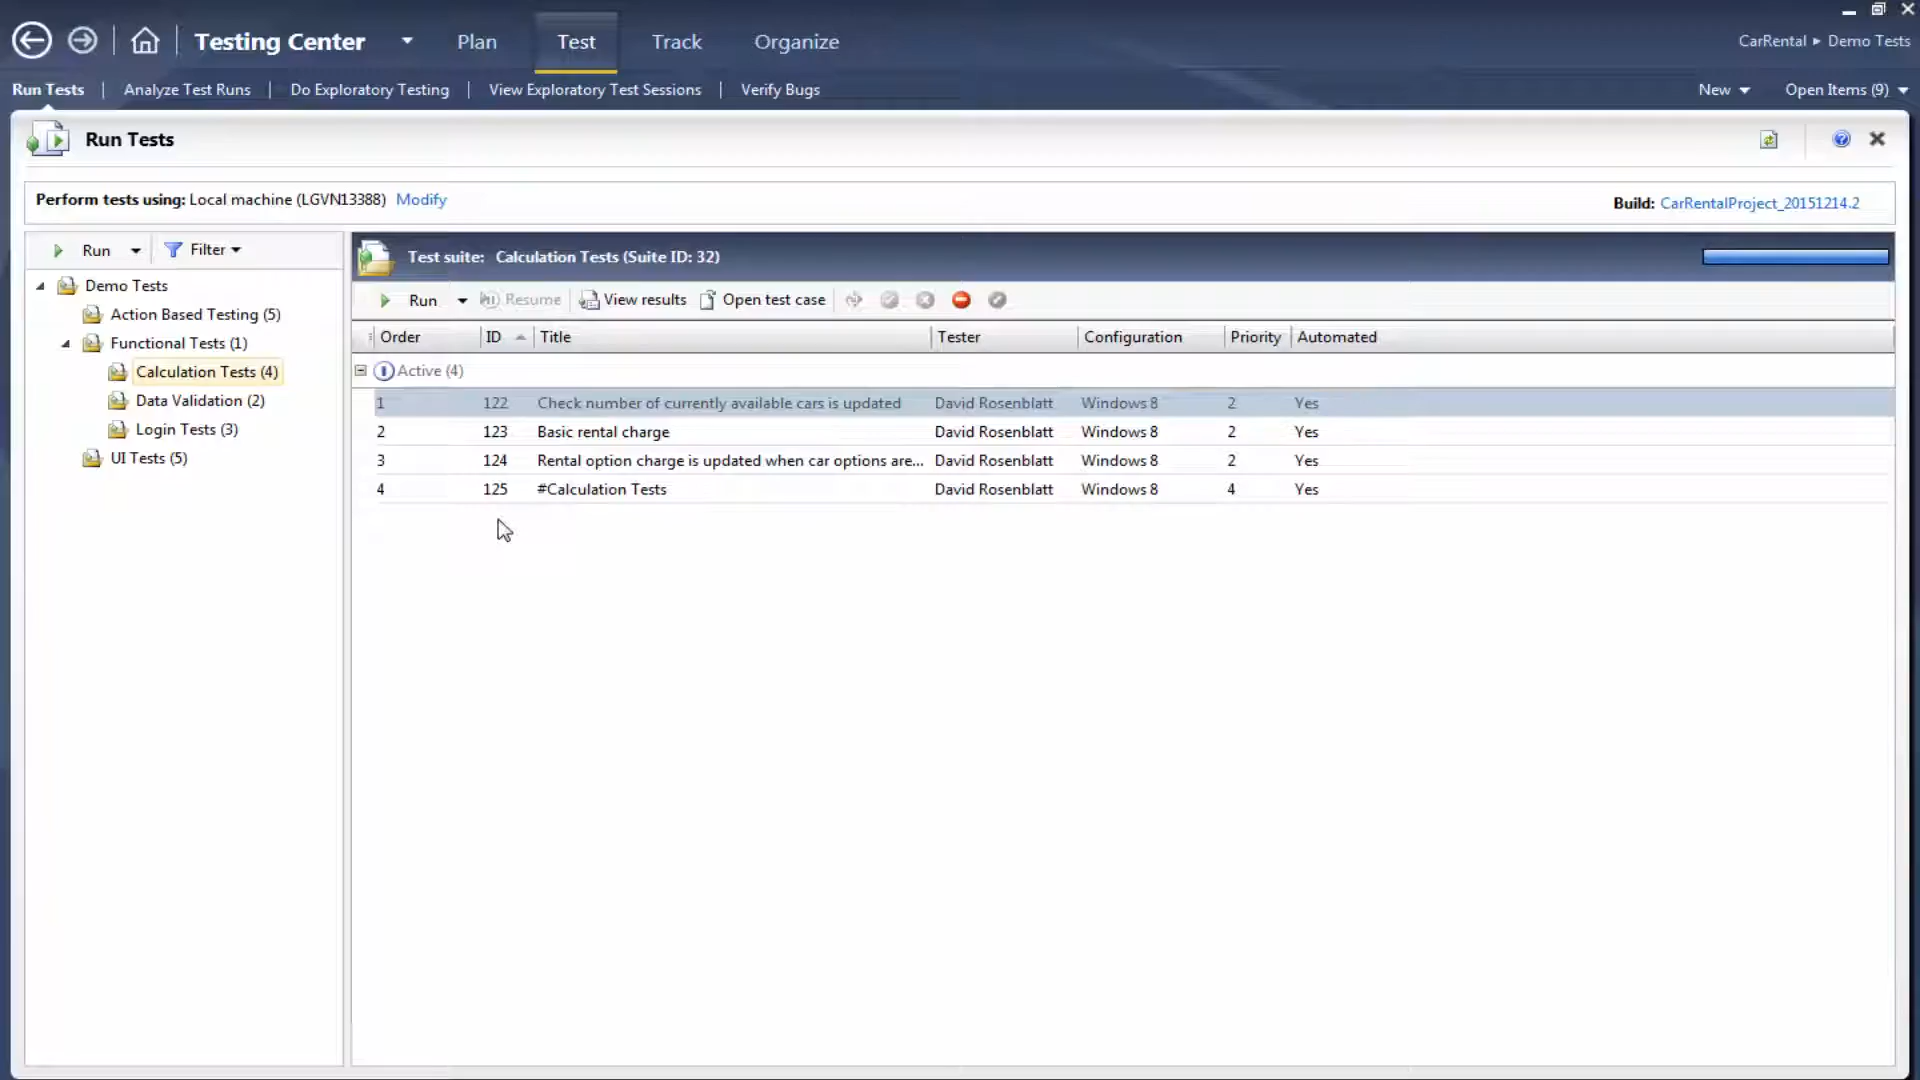 Testing Center
Plan
Test
Track
Organize
CarRental ▸ Demo Tests
Run Tests | Analyze Test Runs | Do Exploratory Testing | View Exploratory Test Sessions | Verify Bugs
New
Open Items (9)
Run Tests
Perform tests using: Local machine (LGVN13388) Modify
Build: CarRentalProject_20151214.2
Run
Filter
Demo Tests
Action Based Testing (5)
Functional Tests (1)
Calculation Tests (4)
Data Validation (2)
Login Tests (3)
UI Tests (5)
Test suite: Calculation Tests (Suite ID: 32)
Run Resume View results Open test case
Order ID Title Tester Configuration Priority Automated
Active (4)
1 122 Check number of currently available cars is updated David Rosenblatt Windows 8 2 Yes
2 123 Basic rental charge David Rosenblatt Windows 8 2 Yes
3 124 Rental option charge is updated when car options are... David Rosenblatt Windows 8 2 Yes
4 125 #Calculation Tests David Rosenblatt Windows 8 4 Yes